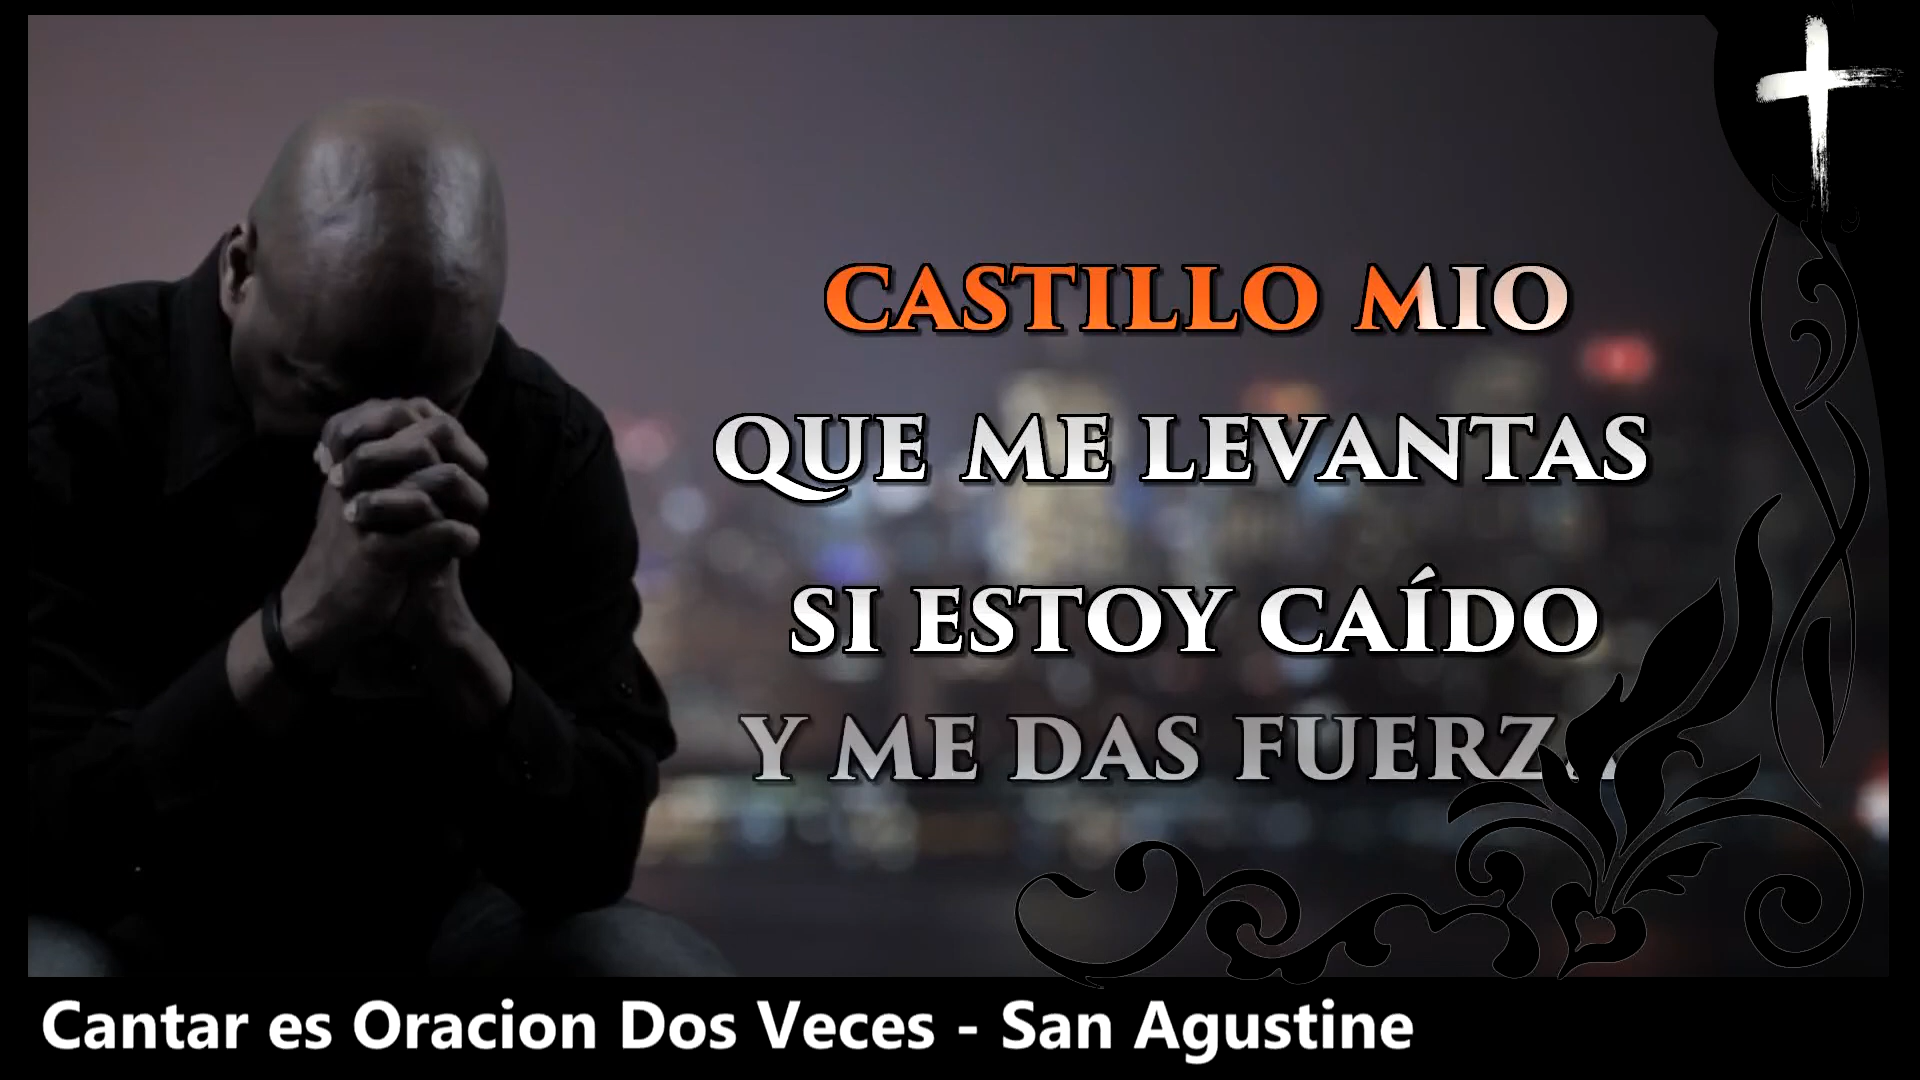 CASTILLO MIO
QUE ME LEVANTAS
SI ESTOY CAÍDO
Y ME DAS
Cantar es Oracion Dos Veces - San Agustine